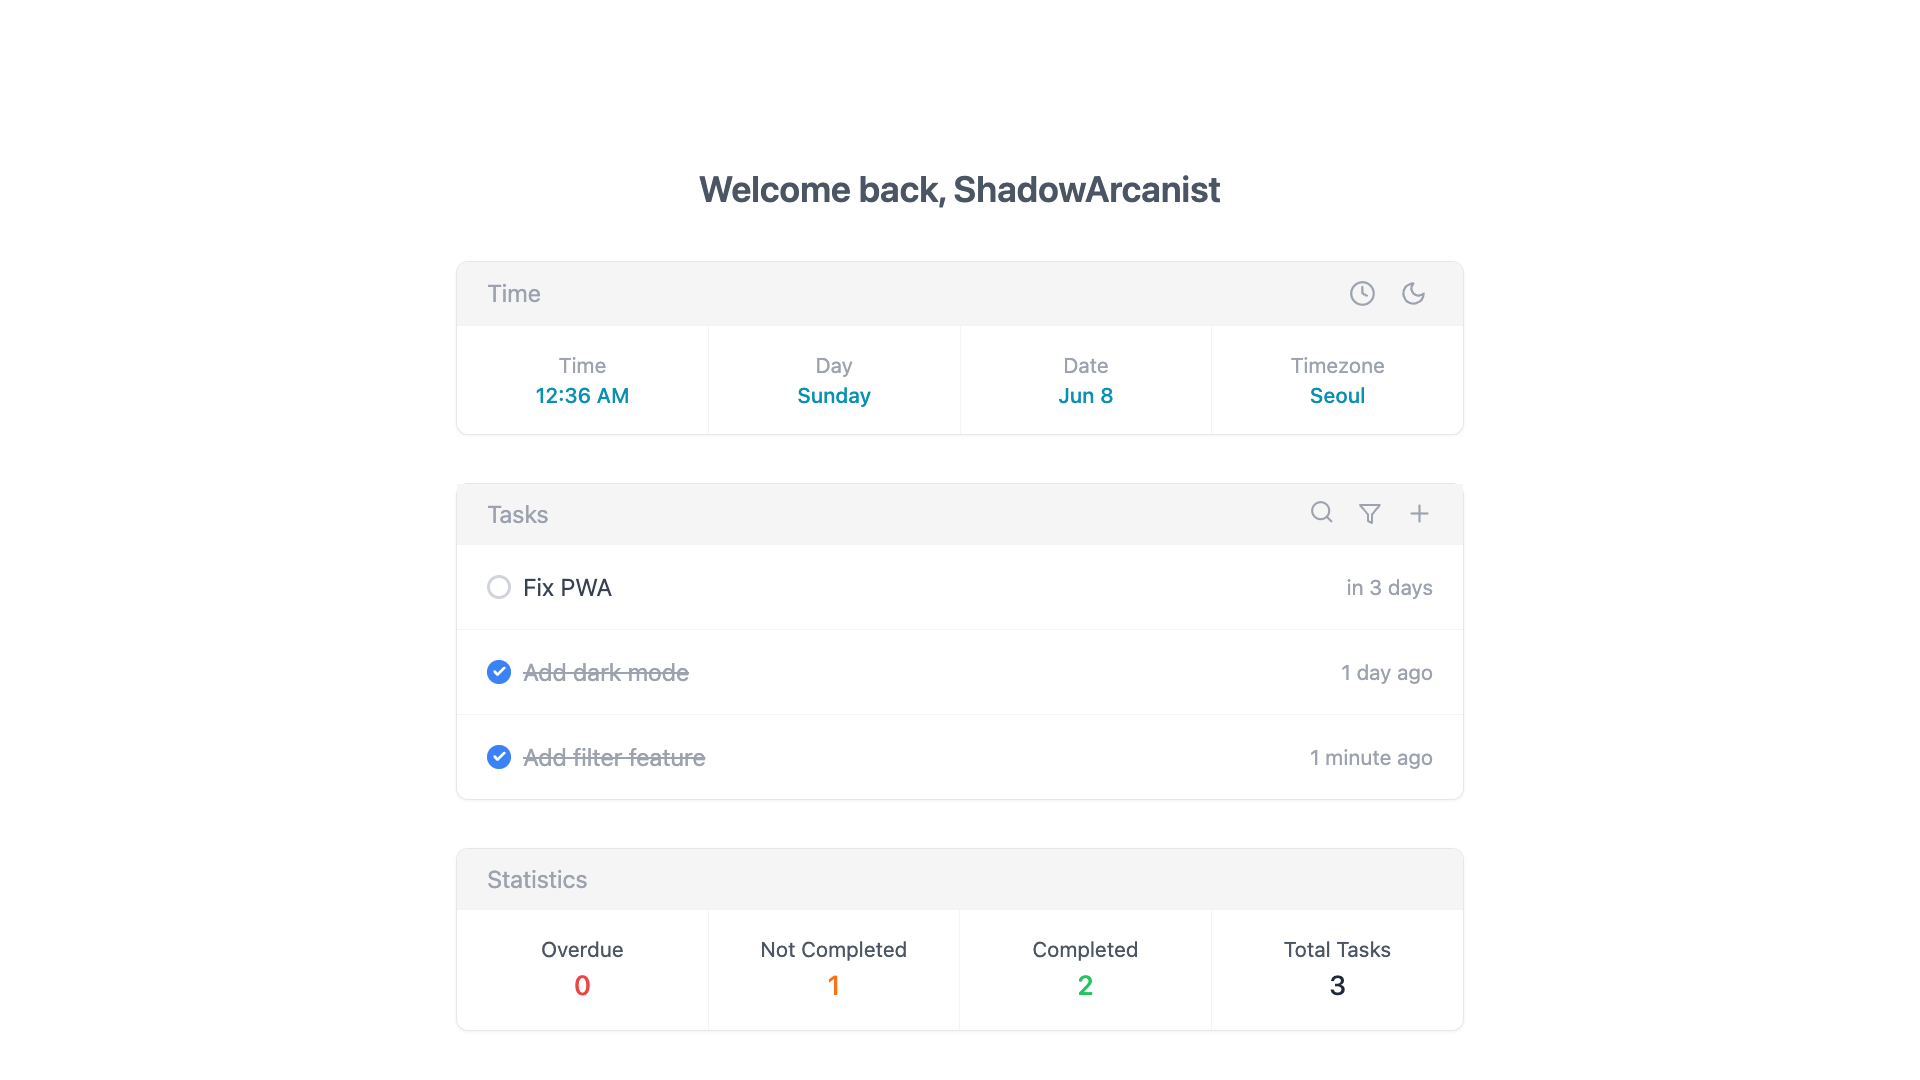 Welcome back, ShadowArcanist
Time
Time Day Date Timezone
12:36 AM Sunday Jun 8 Seoul
Tasks
Fix PWA in 3 days
Add dark mode 1 day ago
Add filter feature 1 minute ago
Statistics
Overdue Not Completed Completed Total Tasks
0 1 2 3